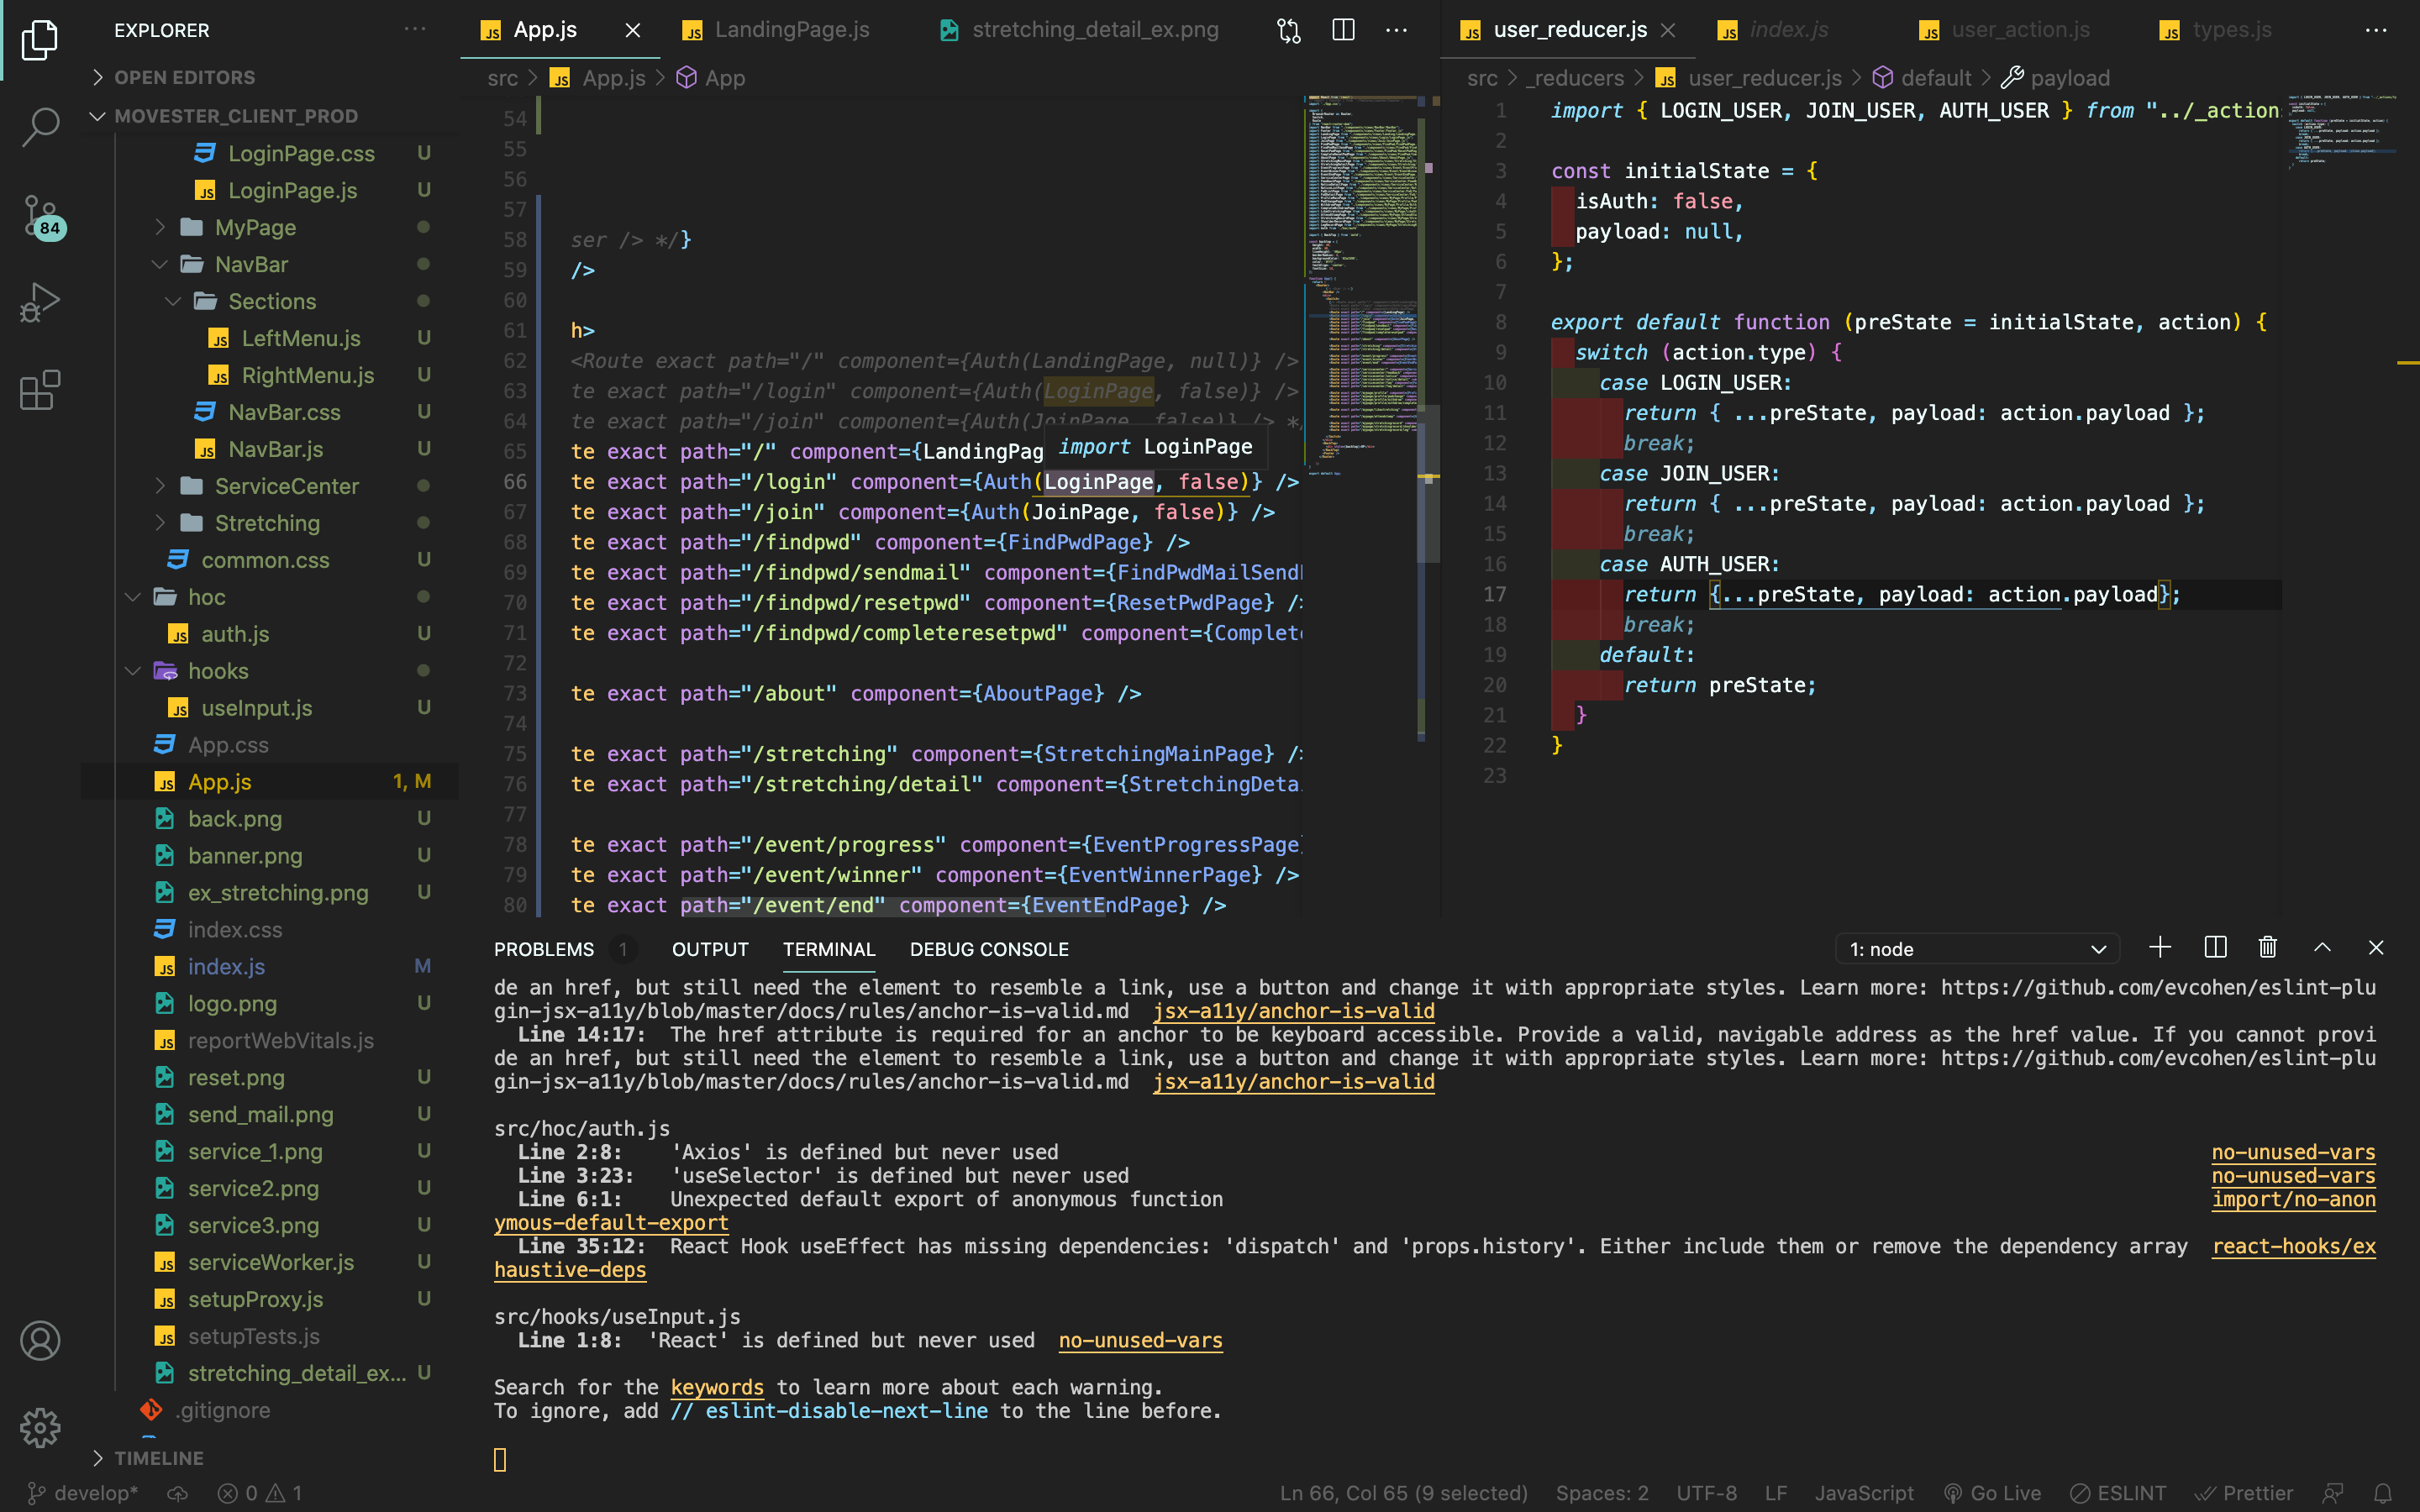 EXPLORER
OPEN EDITORS
MOVESTER_CLIENT_PROD
LoginPage.css U
LoginPage.js U
MyPage
NavBar
Sections
LeftMenu.js U
RightMenu.js U
NavBar.css U
NavBar.js U
ServiceCenter
Stretching
common.css U
hoc
auth.js U
hooks
useInput.js U
App.css
App.js 1, M
back.png U
banner.png U
ex_stretching.png U
index.css
index.js M
logo.png U
reportWebVitals.js
reset.png U
send_mail.png U
service_1.png U
service2.png U
service3.png U
serviceWorker.js U
setupProxy.js U
setupTests.js
stretching_detail_ex... U
.gitignore
TIMELINE
84
App.js LandingPage.js stretching_detail_ex.png
src > App.js > App
54
55
56
57
58 ser /> */}
59 />
60
61 h>
62 <Route exact path="/" component={Auth(LandingPage, null)} />
63 te exact path="/login" component={Auth(LoginPage, false)} />
64 te exact path="/join" component={Auth(JoinPage, false)} /> *
65 te exact path="/" component={LandingPag
import LoginPage
66 te exact path="/login" component={Auth(LoginPage, false)} />
67 te exact path="/join" component={Auth(JoinPage, false)} />
68 te exact path="/findpwd" component={FindPwdPage} />
69 te exact path="/findpwd/sendmail" component={FindPwdMailSend
70 te exact path="/findpwd/resetpwd" component={ResetPwdPage} /
71 te exact path="/findpwd/completeresetpwd" component={Complete
72
73 te exact path="/about" component={AboutPage} />
74
75 te exact path="/stretching" component={StretchingMainPage} /
76 te exact path="/stretching/detail" component={StretchingDeta
77
78 te exact path="/event/progress" component={EventProgressPage}
79 te exact path="/event/winner" component={EventWinnerPage} />
80 te exact path="/event/end" component={EventEndPage} />
user_reducer.js index.js user_action.js types.js
src > _reducers > user_reducer.js > default > payload
1 import { LOGIN_USER, JOIN_USER, AUTH_USER } from "../_action
2
3 const initialState = {
4 isAuth: false,
5 payload: null,
6 };
7
8 export default function (preState = initialState, action) {
9 switch (action.type) {
10 case LOGIN_USER:
11 return { ...preState, payload: action.payload };
12 break;
13 case JOIN_USER:
14 return { ...preState, payload: action.payload };
15 break;
16 case AUTH_USER:
17 return {...preState, payload: action.payload};
18 break;
19 default:
20 return preState;
21 }
22 }
23
PROBLEMS 1 OUTPUT TERMINAL DEBUG CONSOLE 1: node
de an href, but still need the element to resemble a link, use a button and change it with appropriate styles. Learn more: https://github.com/evcohen/eslint-plu
gin-jsx-a11y/blob/master/docs/rules/anchor-is-valid.md jsx-a11y/anchor-is-valid
Line 14:17: The href attribute is required for an anchor to be keyboard accessible. Provide a valid, navigable address as the href value. If you cannot provi
de an href, but still need the element to resemble a link, use a button and change it with appropriate styles. Learn more: https://github.com/evcohen/eslint-plu
gin-jsx-a11y/blob/master/docs/rules/anchor-is-valid.md jsx-a11y/anchor-is-valid
src/hoc/auth.js
Line 2:8: 'Axios' is defined but never used no-unused-vars
Line 3:23: 'useSelector' is defined but never used no-unused-vars
Line 6:1: Unexpected default export of anonymous function import/no-anon
ymous-default-export
Line 35:12: React Hook useEffect has missing dependencies: 'dispatch' and 'props.history'. Either include them or remove the dependency array react-hooks/ex
haustive-deps
src/hooks/useInput.js
Line 1:8: 'React' is defined but never used no-unused-vars
Search for the keywords to learn more about each warning.
To ignore, add // eslint-disable-next-line to the line before.
develop* 0 1 Ln 66, Col 65 (9 selected) Spaces: 2 UTF-8 LF JavaScript Go Live ESLINT Prettier